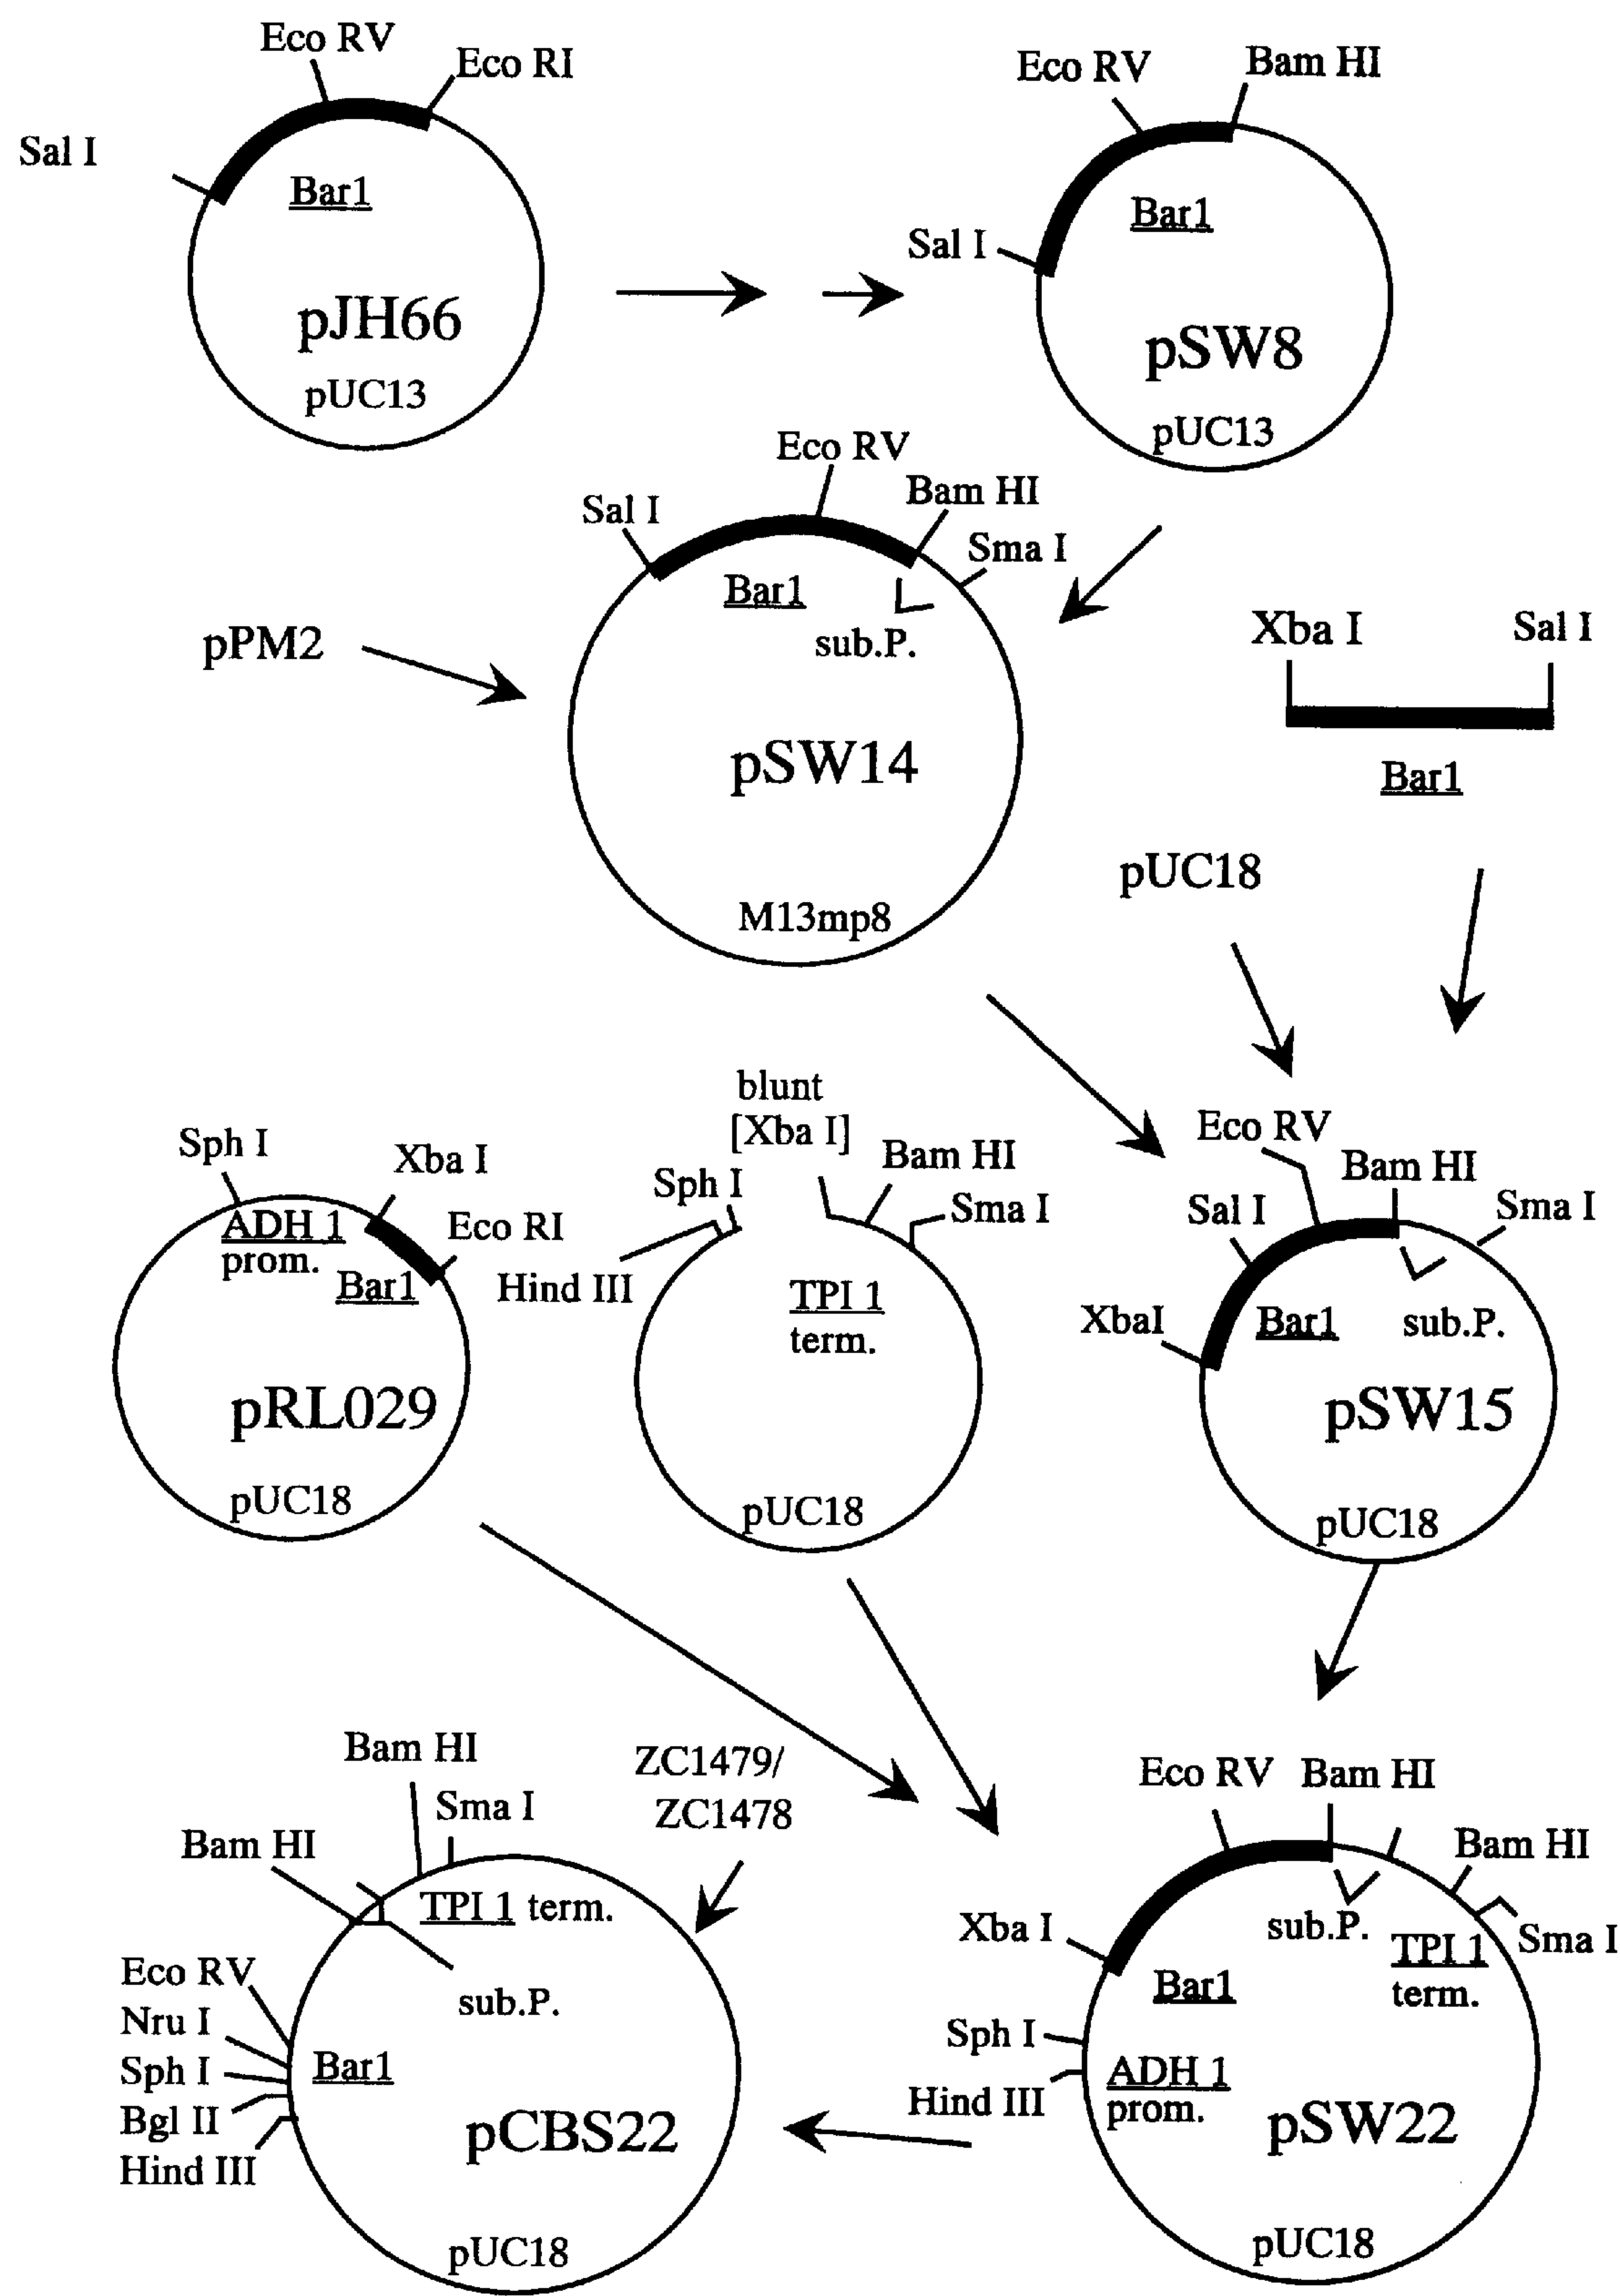 Eco RV
Eco RI
Sal I
Bar1
pJH66
pUC13
Eco RV
Bam HI
Sal I
Bar1
pSW8
pUC13
Eco RV
Sal I
Bam HI
Sma I
Bar1
sub.P.
pPM2
pSW14
M13mp8
Xba I
Sal I
Bar1
pUC18
Sph I
Xba I
ADH 1
prom.
Eco RI
Bar1
pRL029
pUC18
blunt
[Xba I]
Sph I
Bam HI
Sma I
Hind III
TPI 1
term.
pUC18
Eco RV
Bam HI
Sal I
Sma I
XbaI
Bar1
sub.P.
pSW15
pUC18
Bam HI
Sma I
ZC1479/
ZC1478
Bam HI
TPI 1 term.
Eco RV
sub.P.
Nru I
Sph I
Bar1
Bgl II
Hind III
pCBS22
pUC18
Eco RV
Bam HI
Bam HI
Xba I
sub.P.
Sma I
TPI 1
term.
Bar1
Sph I
Hind III
ADH 1
prom.
pSW22
pUC18